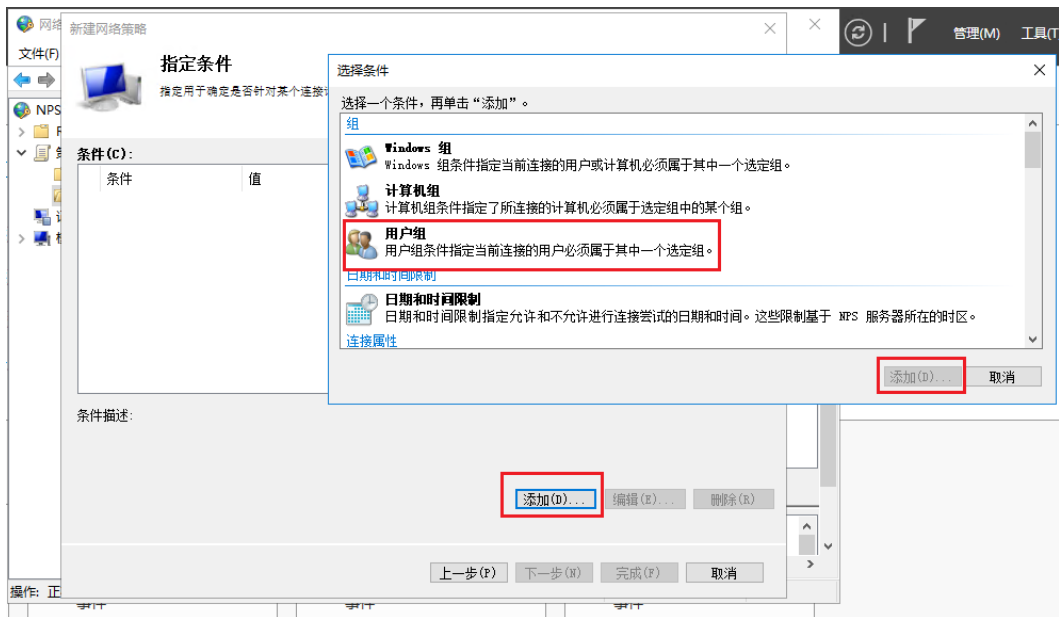 网络
新建网络策略
管理(M) 工具(T
文件(F)
指定条件
指定用于确定是否针对某个连接
选择条件
选择一个条件，再单击“添加”。
组
Windows 组
Windows 组条件指定当前连接的用户或计算机必须属于其中一个选定组。
计算机组
计算机组条件指定了所连接的计算机必须属于选定组中的某个组。
用户组
用户组条件指定当前连接的用户必须属于其中一个选定组。
日期和时间限制
日期和时间限制
日期和时间限制指定允许和不允许进行连接尝试的日期和时间。这些限制基于 NPS 服务器所在的时区。
连接属性
添加(D)... 取消
NPS
条件(C):
条件 值
条件描述:
添加(D)... 编辑(E)... 删除(R)
上一步(P) 下一步(N) 完成(F) 取消
操作: 正
事件 事件 事件